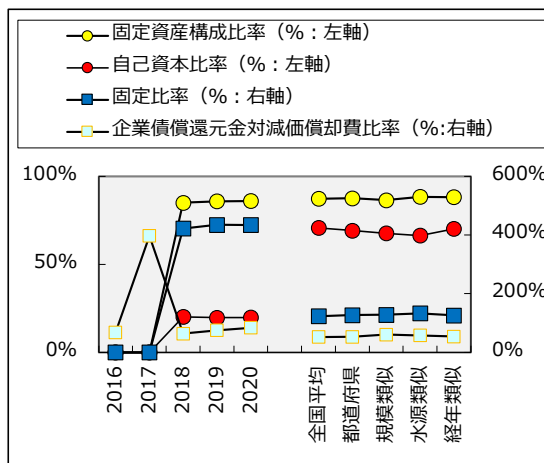 固定資産構成比率（%：左軸）
自己資本比率（%：左軸）
固定比率（%：右軸）
企業債償還元金対減価償却費比率（%:右軸）
100%
50%
0%
600%
400%
200%
0%
2016
2017
2018
2019
2020
全国平均
都道府県
規模類似
水源類似
経年類似